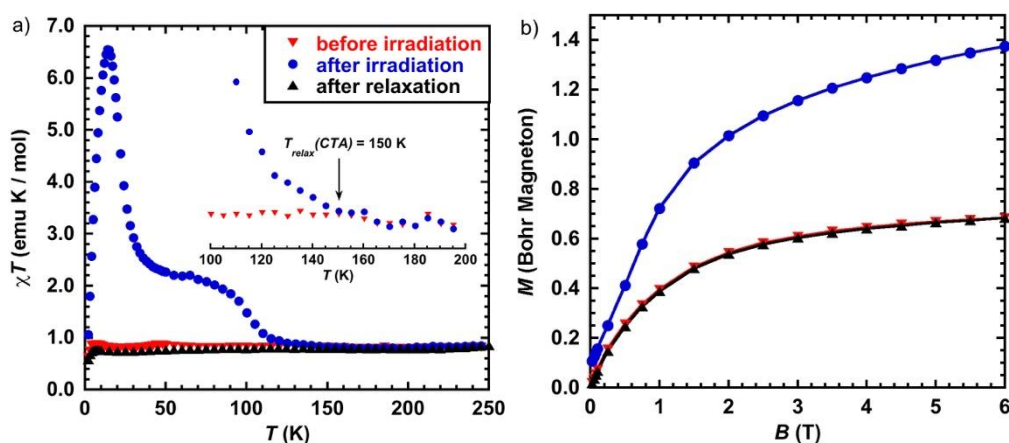 a)
7.0
6.0
5.0
4.0
3.0
2.0
1.0
0.0
χT (emu K / mol)
before irradiation
after irradiation
after relaxation
T_relax(CTA) = 150 K
100 120 140 160 180 200
T (K)
0 50 100 150 200 250
T (K)
b)
1.4
1.2
1.0
0.8
0.6
0.4
0.2
0.0
M (Bohr Magneton)
0 1 2 3 4 5 6
B (T)